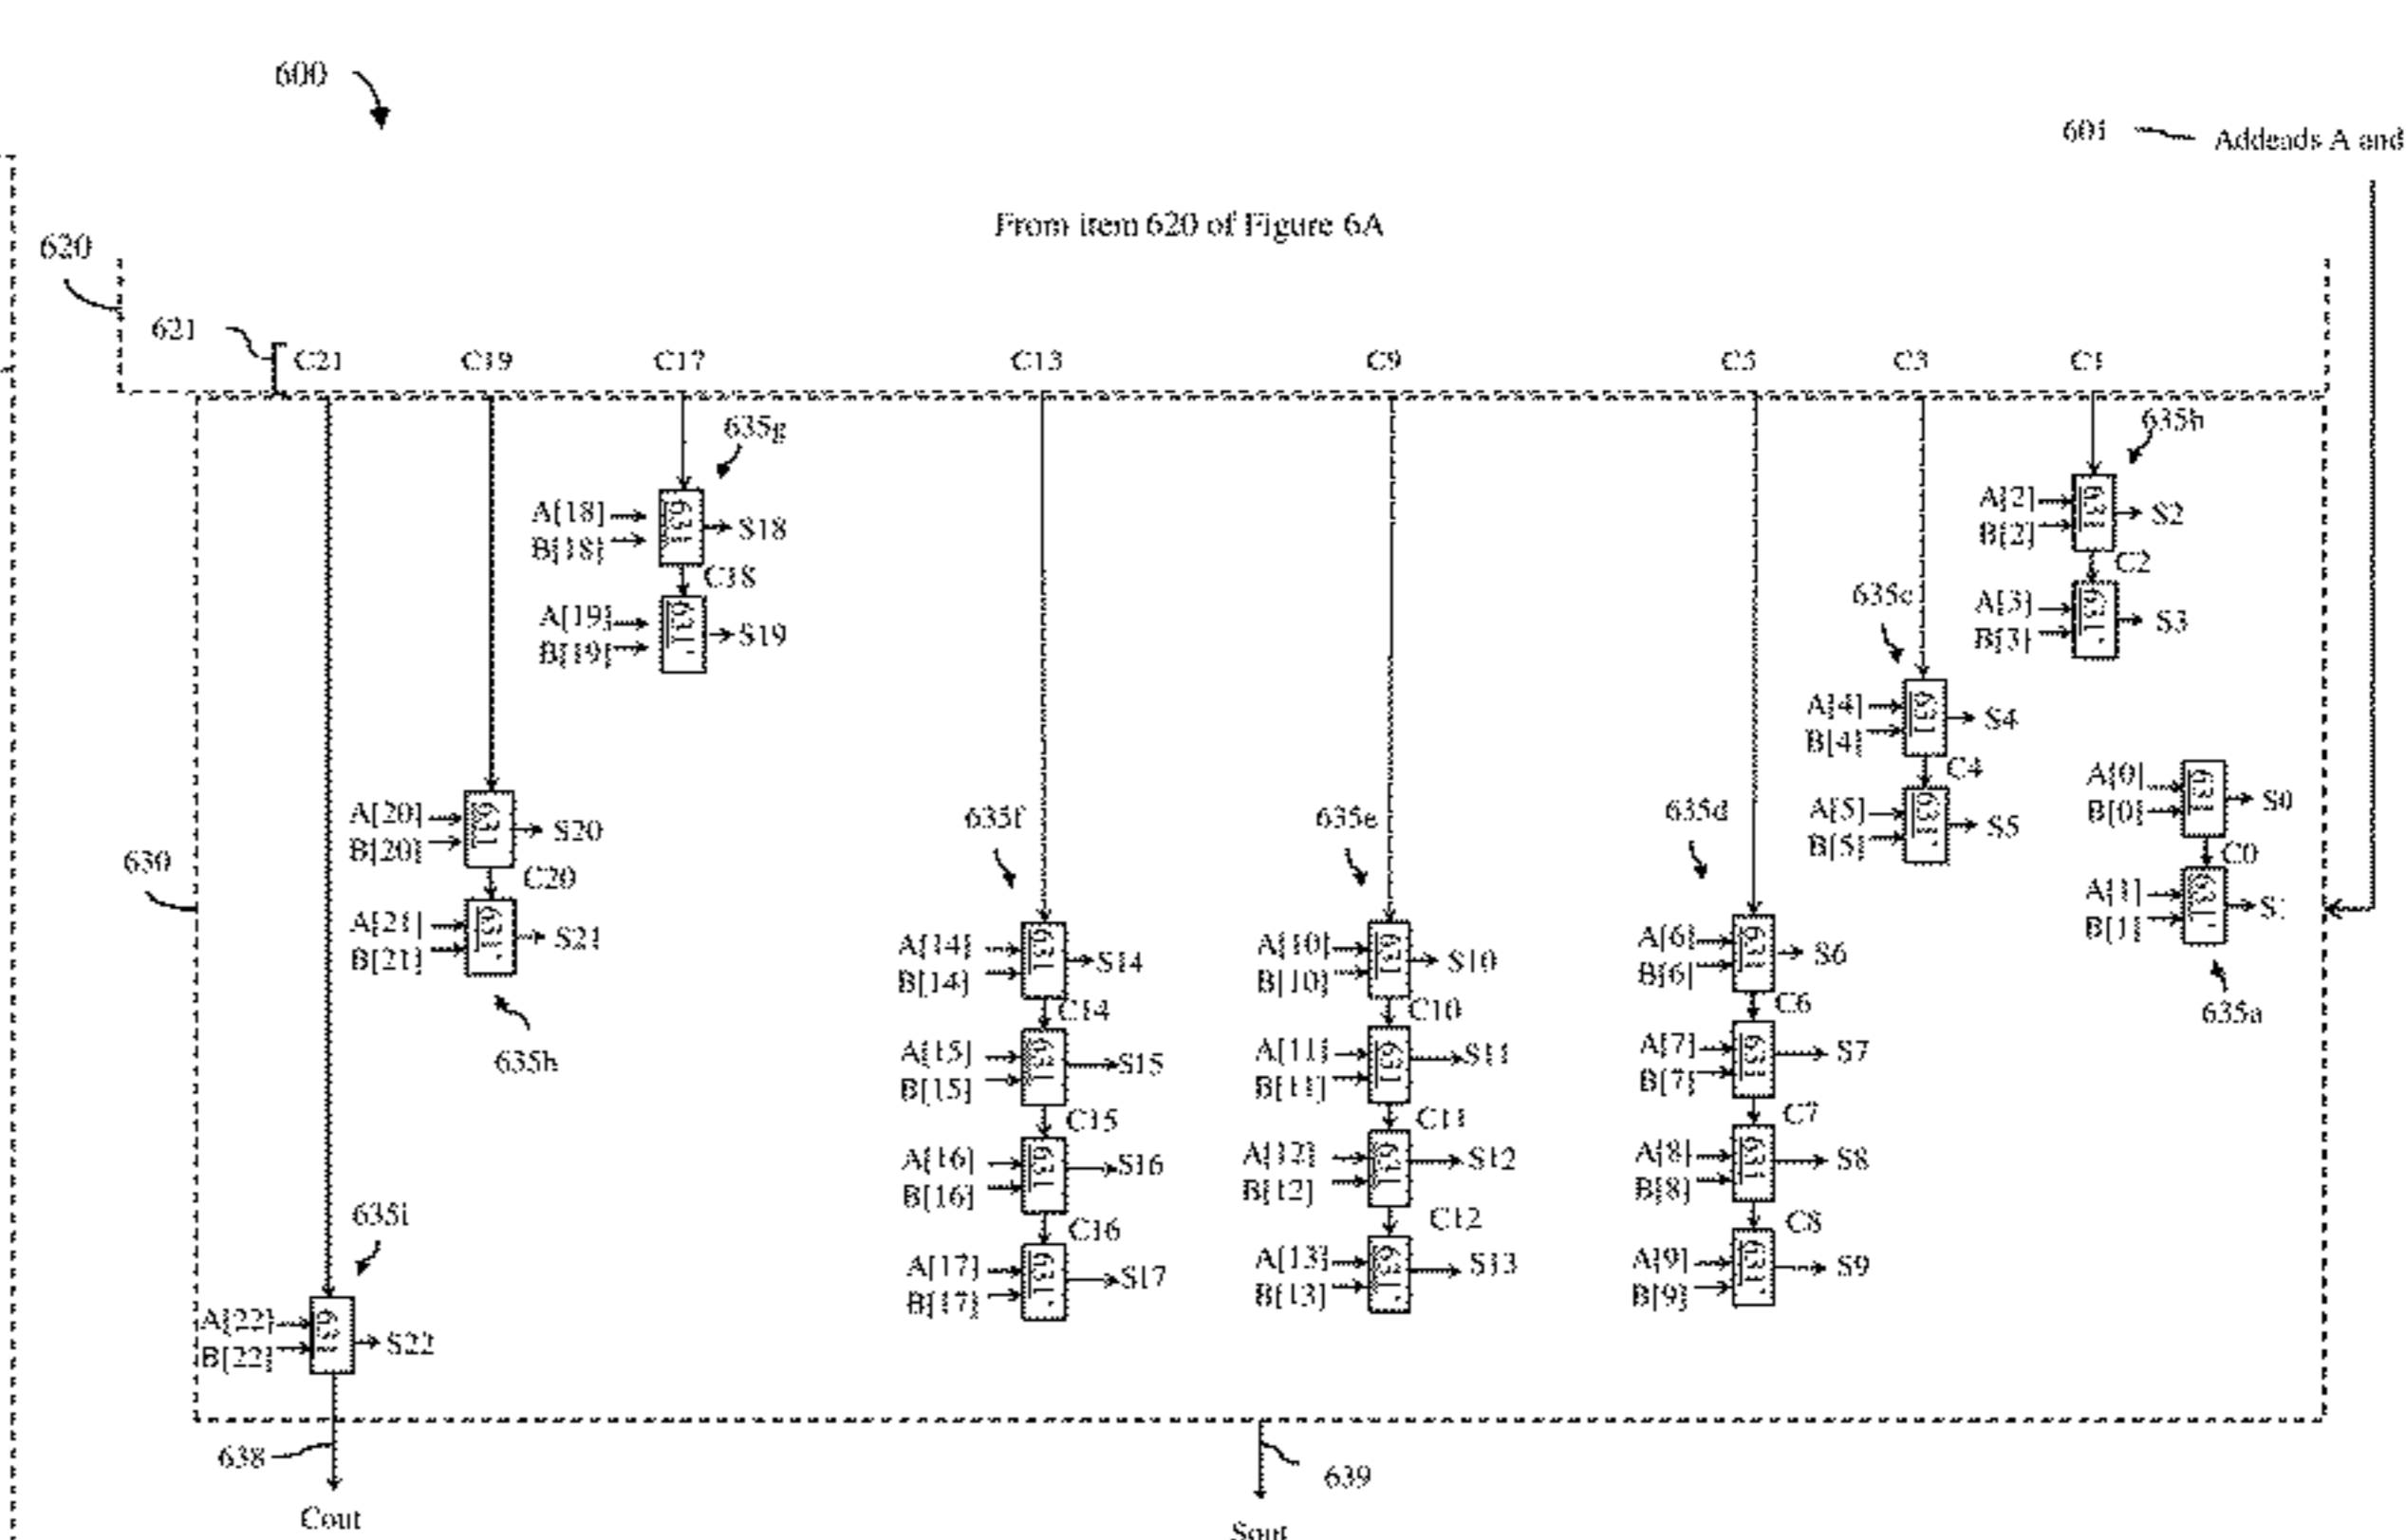 600
601 Addends A and
From item 620 of Figure 6A
620
621
C21 C19 C17 C13 C9 C5 C3 C1
635g
635b
A[18] 631 S18
B[18]
C18
A[19] 631' S19
B[19]
A[2] 631 S2
B[2]
C2
A[3] 631' S3
B[3]
635c
A[4] 631 S4
B[4]
C4
A[5] 631' S5
B[5]
A[0] 631 S0
B[0]
C0
A[1] 631' S1
B[1]
635a
630
A[20] 631 S20
B[20]
C20
A[21] 631' S21
B[21]
635h
635f
A[14] 631 S14
B[14]
C14
A[15] 631 S15
B[15]
C15
A[16] 631 S16
B[16]
C16
A[17] 631' S17
B[17]
635e
A[10] 631 S10
B[10]
C10
A[11] 631 S11
B[11]
C11
A[12] 631 S12
B[12]
C12
A[13] 631' S13
B[13]
635d
A[6] 631 S6
B[6]
C6
A[7] 631 S7
B[7]
C7
A[8] 631 S8
B[8]
C8
A[9] 631' S9
B[9]
635i
A[22] 631 S22
B[22]
638
639
Cout
Sout